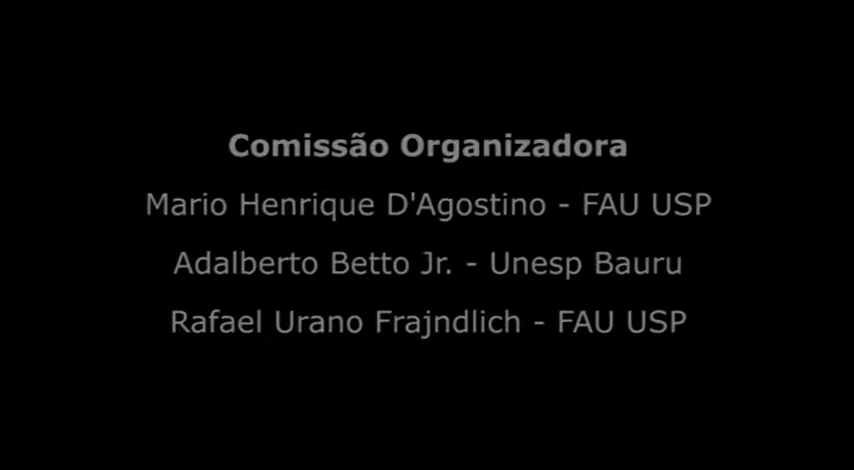 Comissão Organizadora
Mario Henrique D'Agostino - FAU USP
Adalberto Betto Jr. - Unesp Bauru
Rafael Urano Frajndlich - FAU USP